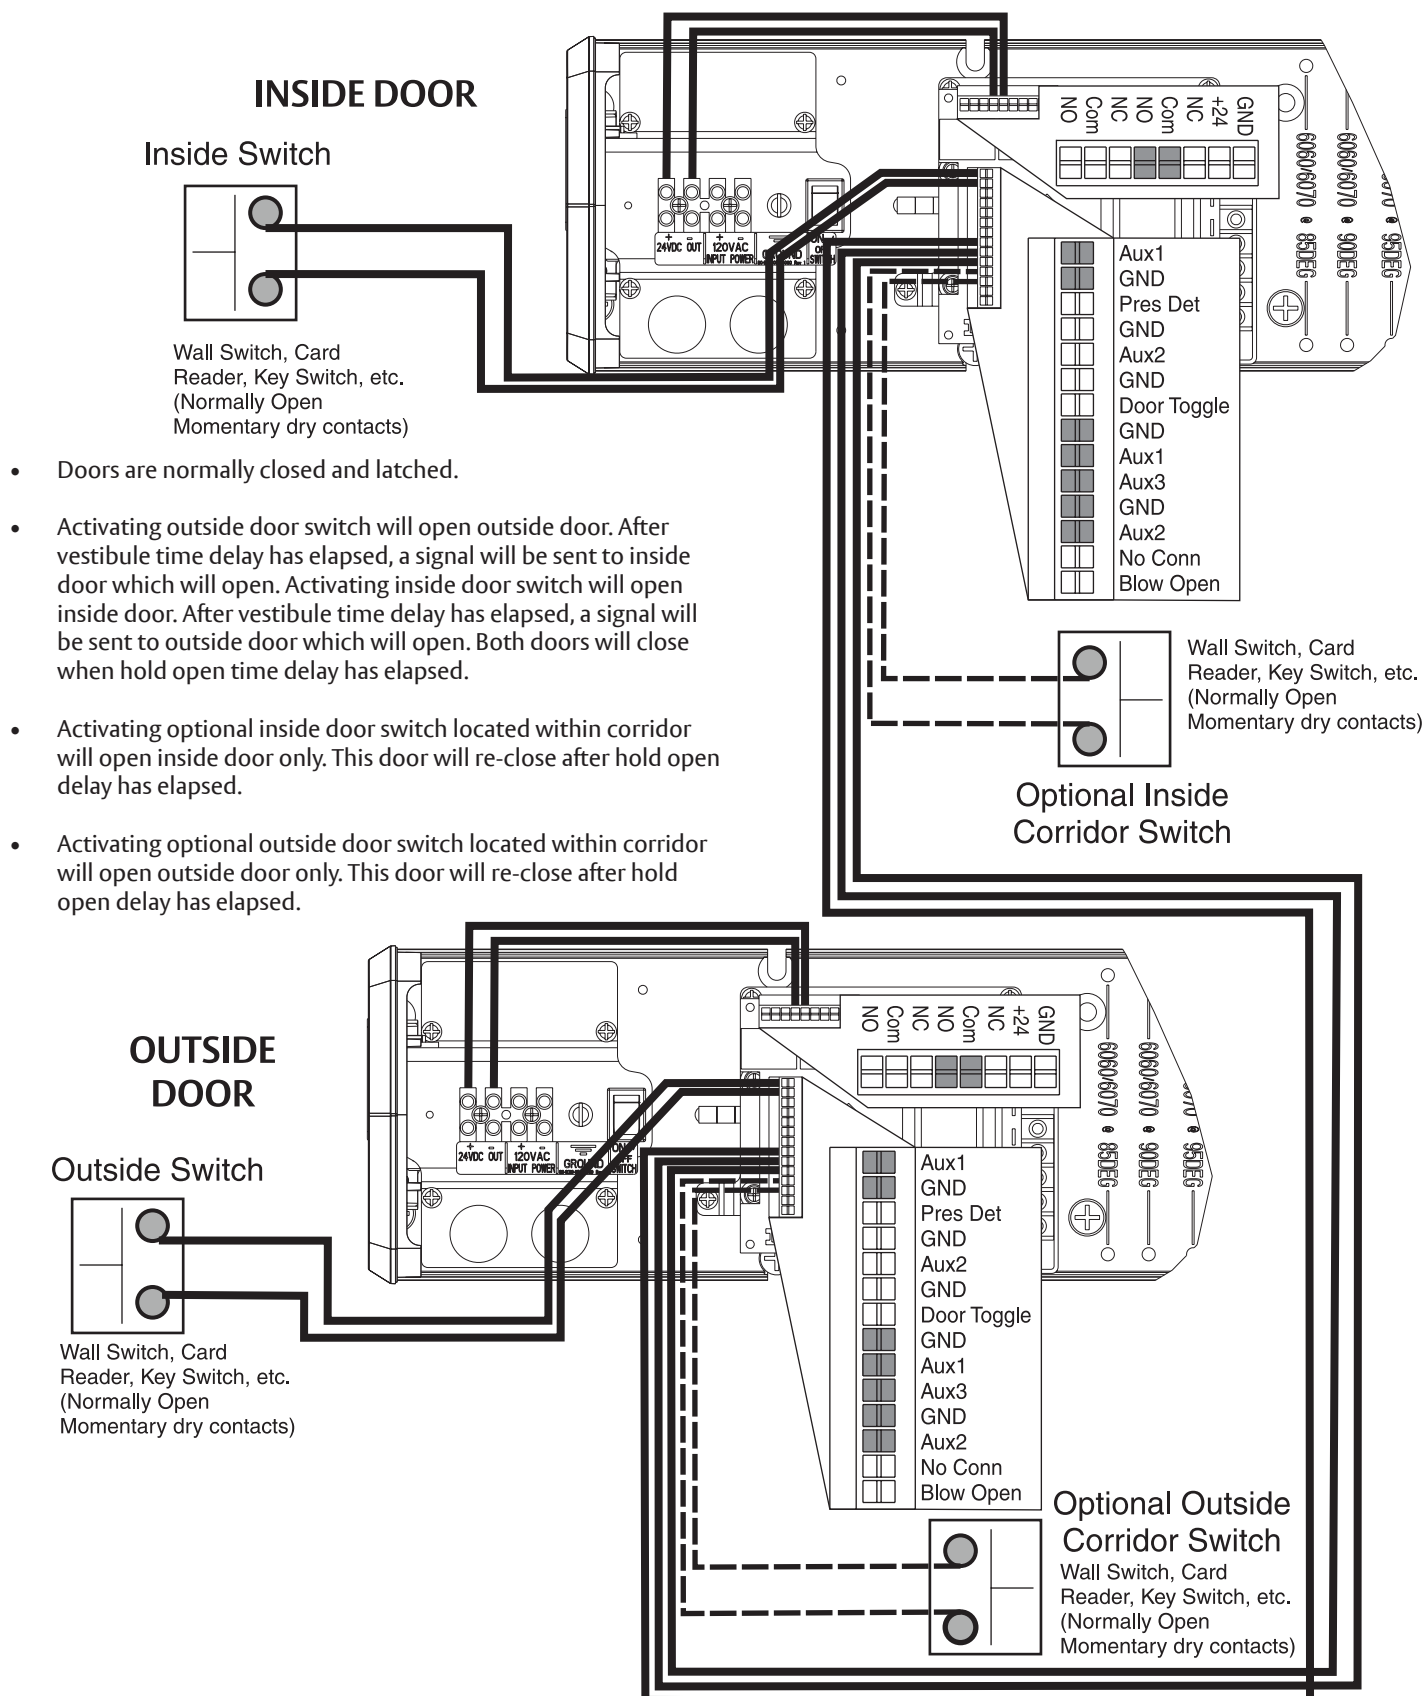 INSIDE DOOR
Inside Switch
Wall Switch, Card
Reader, Key Switch, etc.
(Normally Open
Momentary dry contacts)
+ - + -
24VDC OUT 120VAC
INPUT POWER
SWITCH
NO Com NC NO Com NC +24 GND
6060/6070 85DEG
6060/6070 90DEG
6070 95DEG
Aux1
GND
Pres Det
GND
Aux2
GND
Door Toggle
GND
Aux1
Aux3
GND
Aux2
No Conn
Blow Open
• Doors are normally closed and latched.
• Activating outside door switch will open outside door. After
vestibule time delay has elapsed, a signal will be sent to inside
door which will open. Activating inside door switch will open
inside door. After vestibule time delay has elapsed, a signal will
be sent to outside door which will open. Both doors will close
when hold open time delay has elapsed.
• Activating optional inside door switch located within corridor
will open inside door only. This door will re-close after hold open
delay has elapsed.
• Activating optional outside door switch located within corridor
will open outside door only. This door will re-close after hold
open delay has elapsed.
Wall Switch, Card
Reader, Key Switch, etc.
(Normally Open
Momentary dry contacts)
Optional Inside
Corridor Switch
OUTSIDE
DOOR
Outside Switch
Wall Switch, Card
Reader, Key Switch, etc.
(Normally Open
Momentary dry contacts)
+ - + -
24VDC OUT 120VAC
INPUT POWER GROUND
NO Com NC NO Com NC +24 GND
6060/6070 85DEG
6060/6070 90DEG
6070 95DEG
Aux1
GND
Pres Det
GND
Aux2
GND
Door Toggle
GND
Aux1
Aux3
GND
Aux2
No Conn
Blow Open
Optional Outside
Corridor Switch
Wall Switch, Card
Reader, Key Switch, etc.
(Normally Open
Momentary dry contacts)